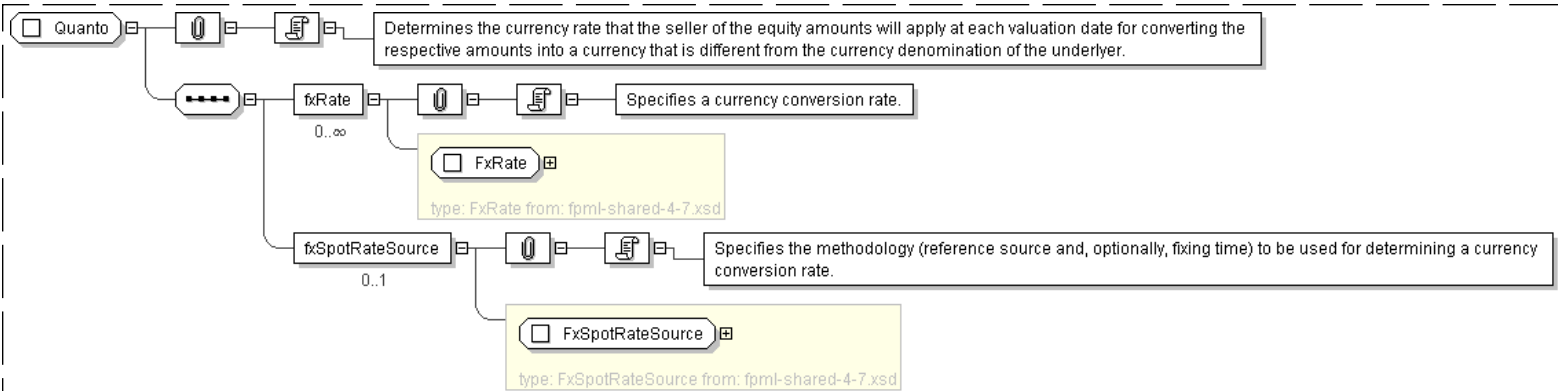 Quanto
Determines the currency rate that the seller of the equity amounts will apply at each valuation date for converting the
respective amounts into a currency that is different from the currency denomination of the underlyer.
fxRate
Specifies a currency conversion rate.
0..∞
FxRate
type: FxRate from: fpml-shared-4-7.xsd
fxSpotRateSource
Specifies the methodology (reference source and, optionally, fixing time) to be used for determining a currency
conversion rate.
0..1
FxSpotRateSource
type: FxSpotRateSource from: fpml-shared-4-7.xsd